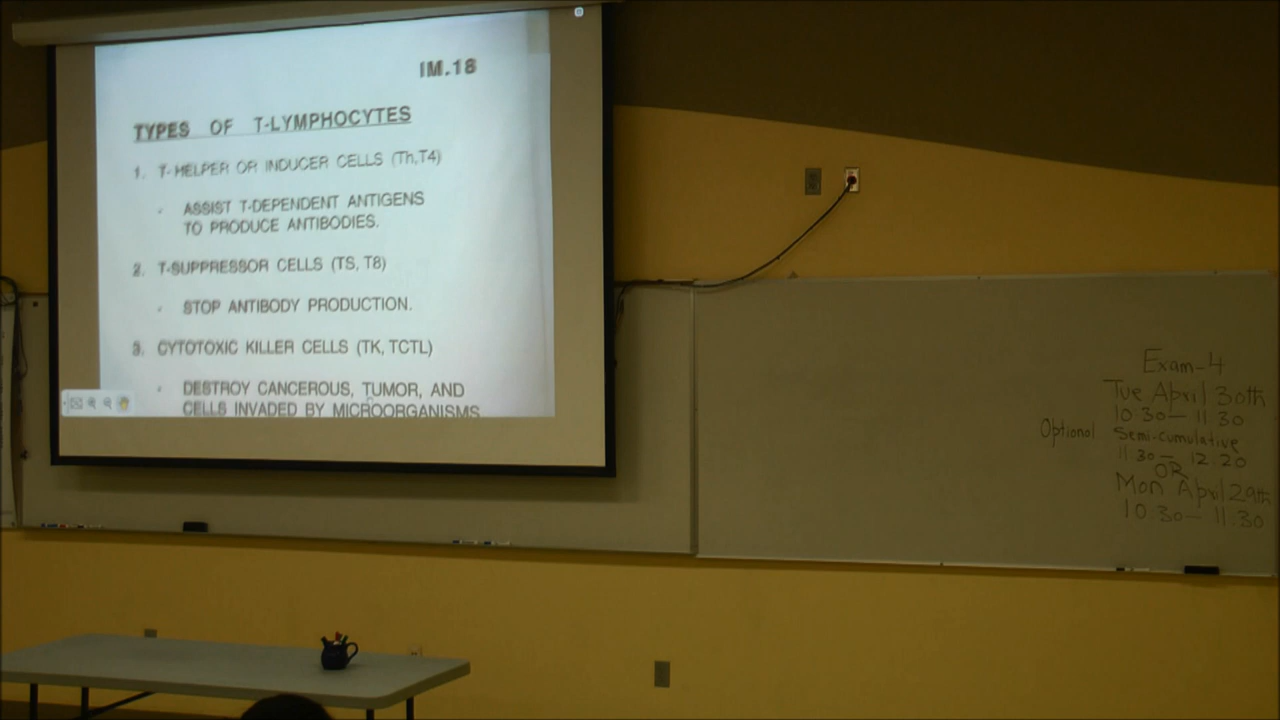 IM.18
TYPES OF T-LYMPHOCYTES
1. T-HELPER OR INDUCER CELLS (Th,T4)
- ASSIST T-DEPENDENT ANTIGENS
TO PRODUCE ANTIBODIES.
2. T-SUPPRESSOR CELLS (TS, T8)
- STOP ANTIBODY PRODUCTION.
3. CYTOTOXIC KILLER CELLS (TK, TCTL)
- DESTROY CANCEROUS, TUMOR, AND
CELLS INVADED BY MICROORGANISMS
Exam-4
Tue April 30th
10 30 – 11 30
Optional Semi-cumulative
11 30 – 12 20
OR
Mon April 29th
10 30 – 11.30